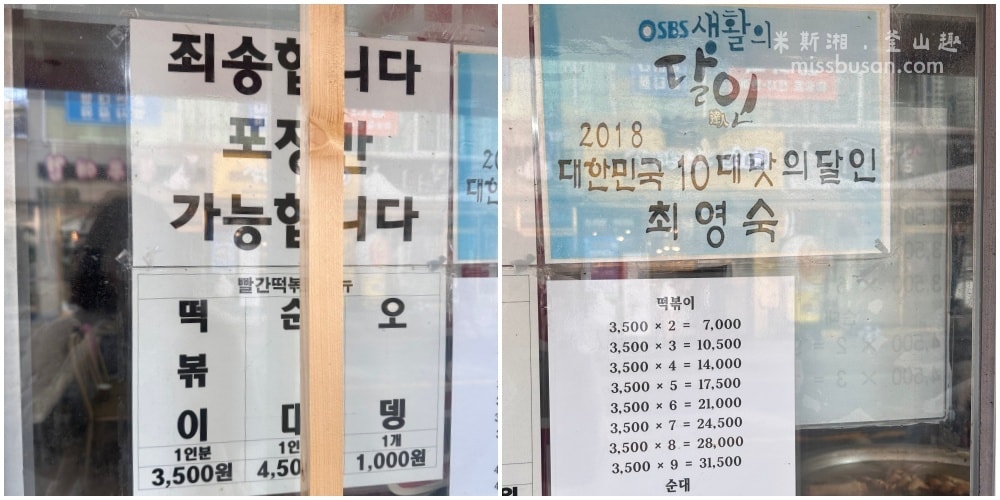 죄송합니다
포장만
가능합니다
빨간떡볶
떡볶이
순대
오뎅
1인분
1인
1개
3,500원
4,50
1,000원
SBS 생활의
달인
2018
대한민국 10대맛의달인
최영숙
떡볶이
3,500 × 2 = 7,000
3,500 × 3 = 10,500
3,500 × 4 = 14,000
3,500 × 5 = 17,500
3,500 × 6 = 21,000
3,500 × 7 = 24,500
3,500 × 8 = 28,000
3,500 × 9 = 31,500
순대
米斯湘.釜山趣
missbusan.com